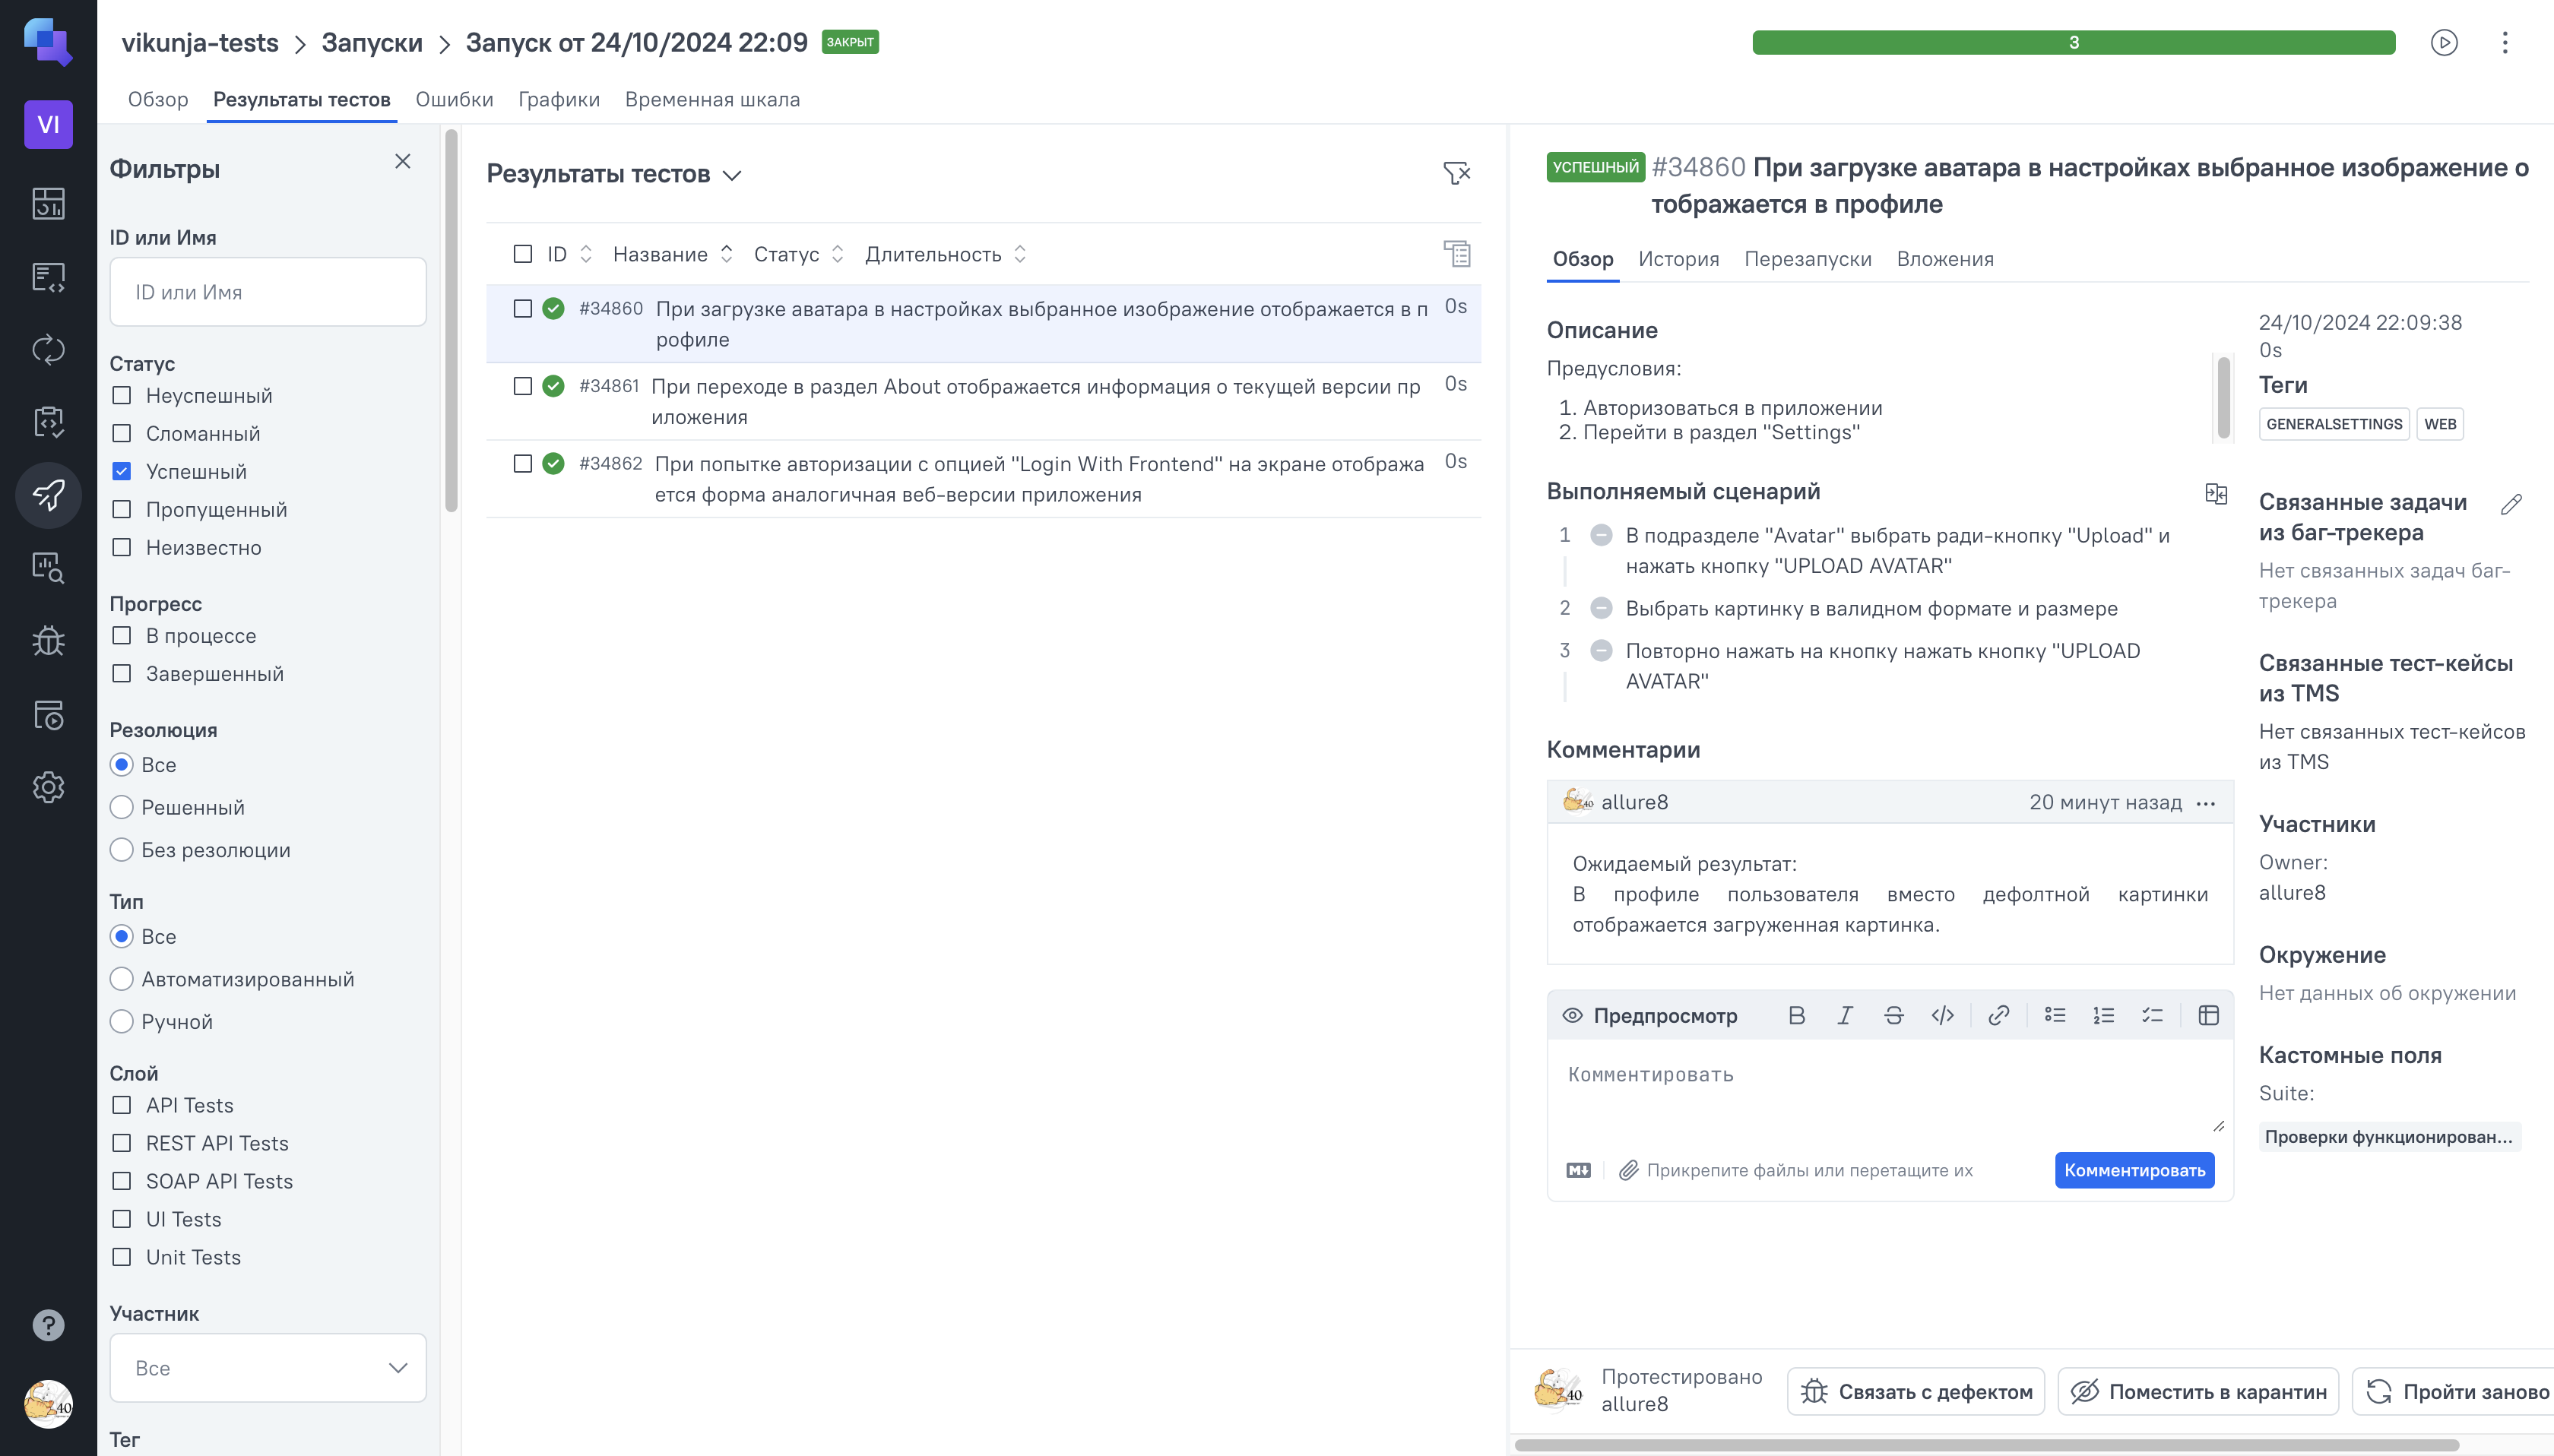 vikunja-tests > Запуски > Запуск от 24/10/2024 22:09 ЗАКРЫТ
3
VI
Обзор Результаты тестов Ошибки Графики Временная шкала
Фильтры
ID или Имя
ID или Имя
Статус
Неуспешный
Сломанный
Успешный
Пропущенный
Неизвестно
Прогресс
В процессе
Завершенный
Резолюция
Все
Решенный
Без резолюции
Тип
Все
Автоматизированный
Ручной
Слой
API Tests
REST API Tests
SOAP API Tests
UI Tests
Unit Tests
Участник
Все
Тег
Результаты тестов
ID Название Статус Длительность
#34860 При загрузке аватара в настройках выбранное изображение отображается в п 0s
рофиле
#34861 При переходе в раздел About отображается информация о текущей версии пр 0s
иложения
#34862 При попытке авторизации с опцией "Login With Frontend" на экране отобража 0s
ется форма аналогичная веб-версии приложения
УСПЕШНЫЙ #34860 При загрузке аватара в настройках выбранное изображение о
тображается в профиле
Обзор История Перезапуски Вложения
Описание
Предусловия:
1. Авторизоваться в приложении
2. Перейти в раздел "Settings"
Выполняемый сценарий
1 В подразделе "Avatar" выбрать ради-кнопку "Upload" и
нажать кнопку "UPLOAD AVATAR"
2 Выбрать картинку в валидном формате и размере
3 Повторно нажать на кнопку нажать кнопку "UPLOAD
AVATAR"
Комментарии
allure8 20 минут назад
Ожидаемый результат:
В профиле пользователя вместо дефолтной картинки
отображается загруженная картинка.
Предпросмотр
Комментировать
Прикрепите файлы или перетащите их
Комментировать
24/10/2024 22:09:38
0s
Теги
GENERALSETTINGS WEB
Связанные задачи
из баг-трекера
Нет связанных задач баг-
трекера
Связанные тест-кейсы
из TMS
Нет связанных тест-кейсов
из TMS
Участники
Owner:
allure8
Окружение
Нет данных об окружении
Кастомные поля
Suite:
Проверки функционирован...
Протестировано
allure8
Связать с дефектом
Поместить в карантин
Пройти заново